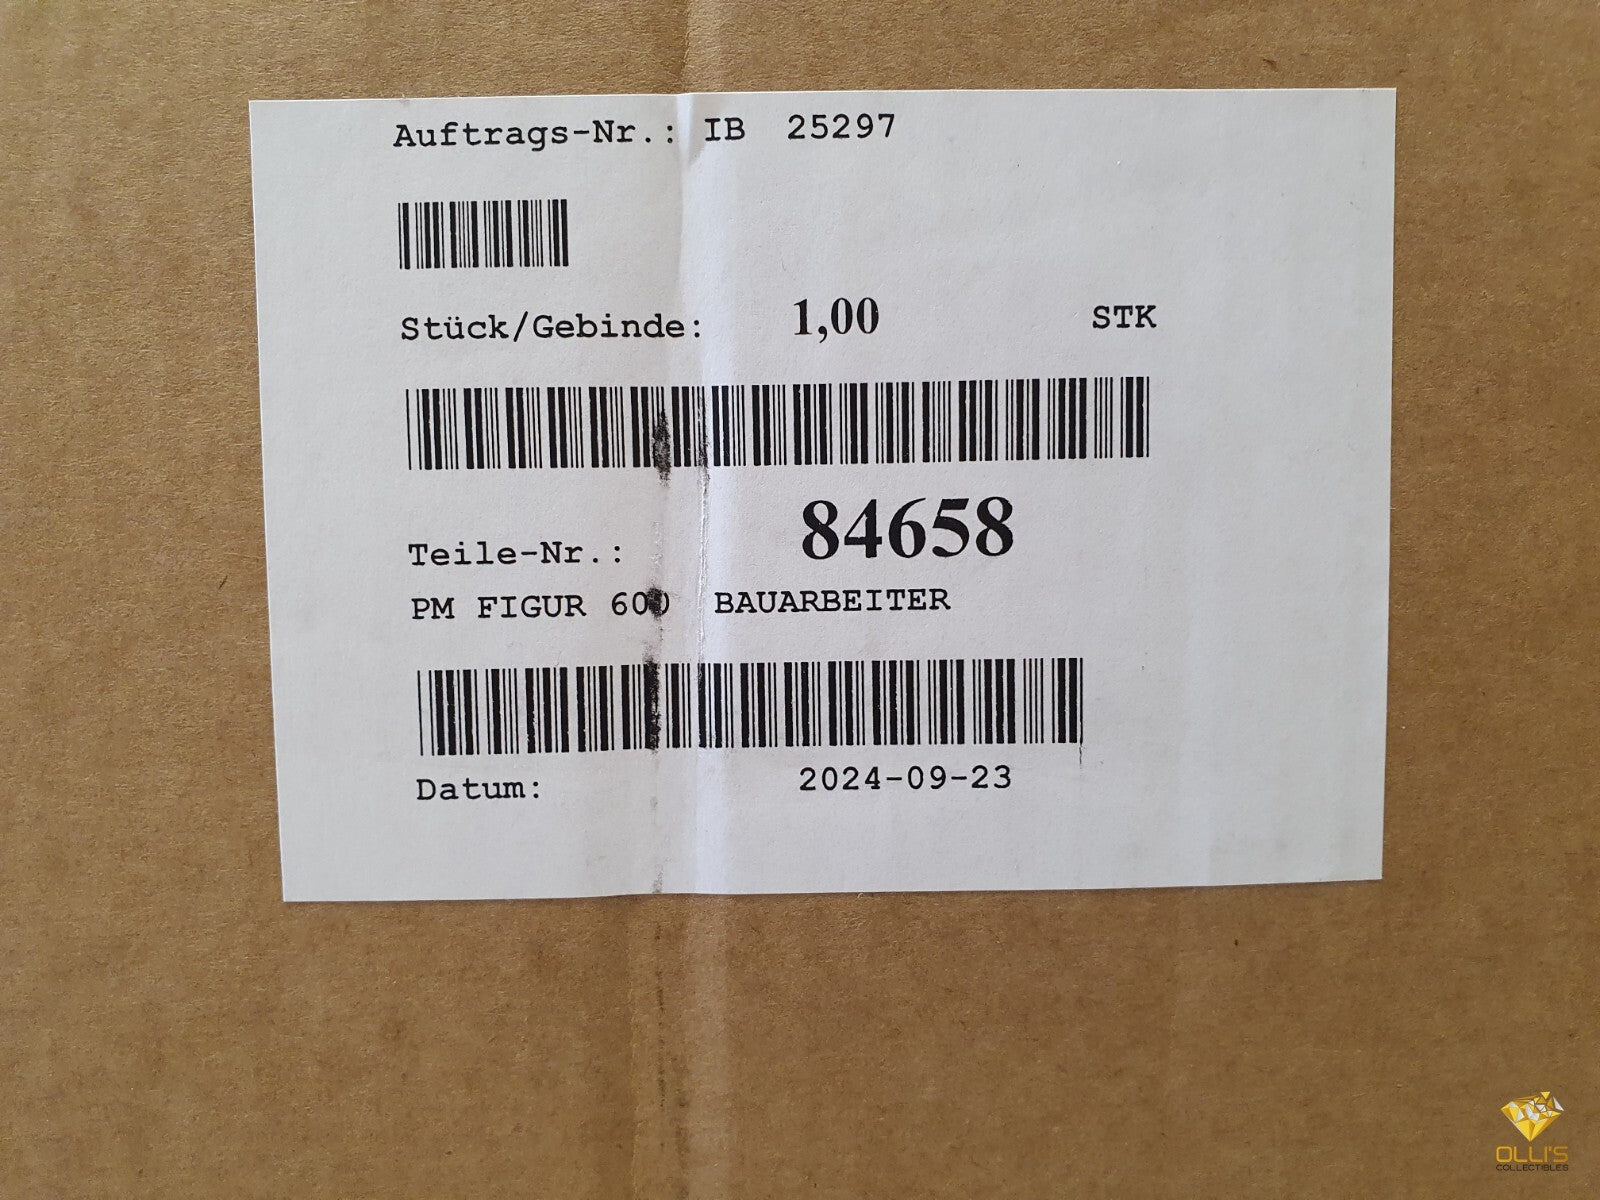 Auftrags-Nr.: IB 25297
Stück/Gebinde: 1,00 STK
Teile-Nr.: 84658
PM FIGUR 600 BAUARBEITER
Datum: 2024-09-23
OLLI'S
COLLECTIBLES